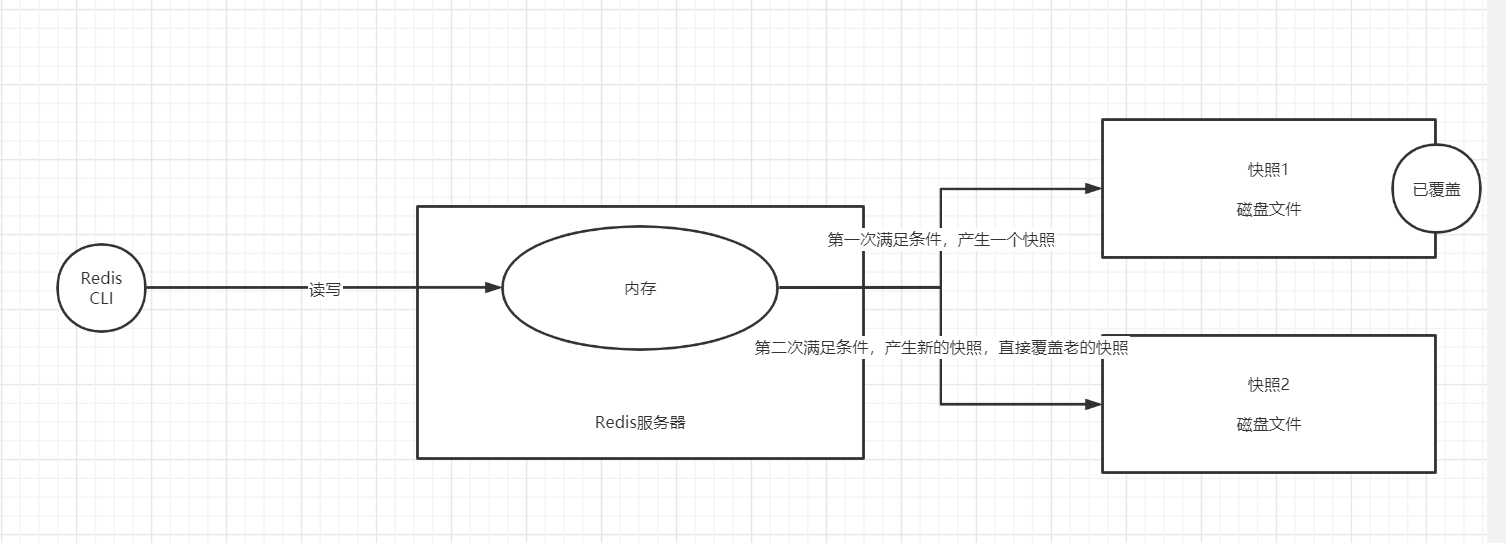 Redis
CLI
读写
内存
Redis服务器
第一次满足条件，产生一个快照
第二次满足条件，产生新的快照，直接覆盖老的快照
快照1
磁盘文件
已覆盖
快照2
磁盘文件